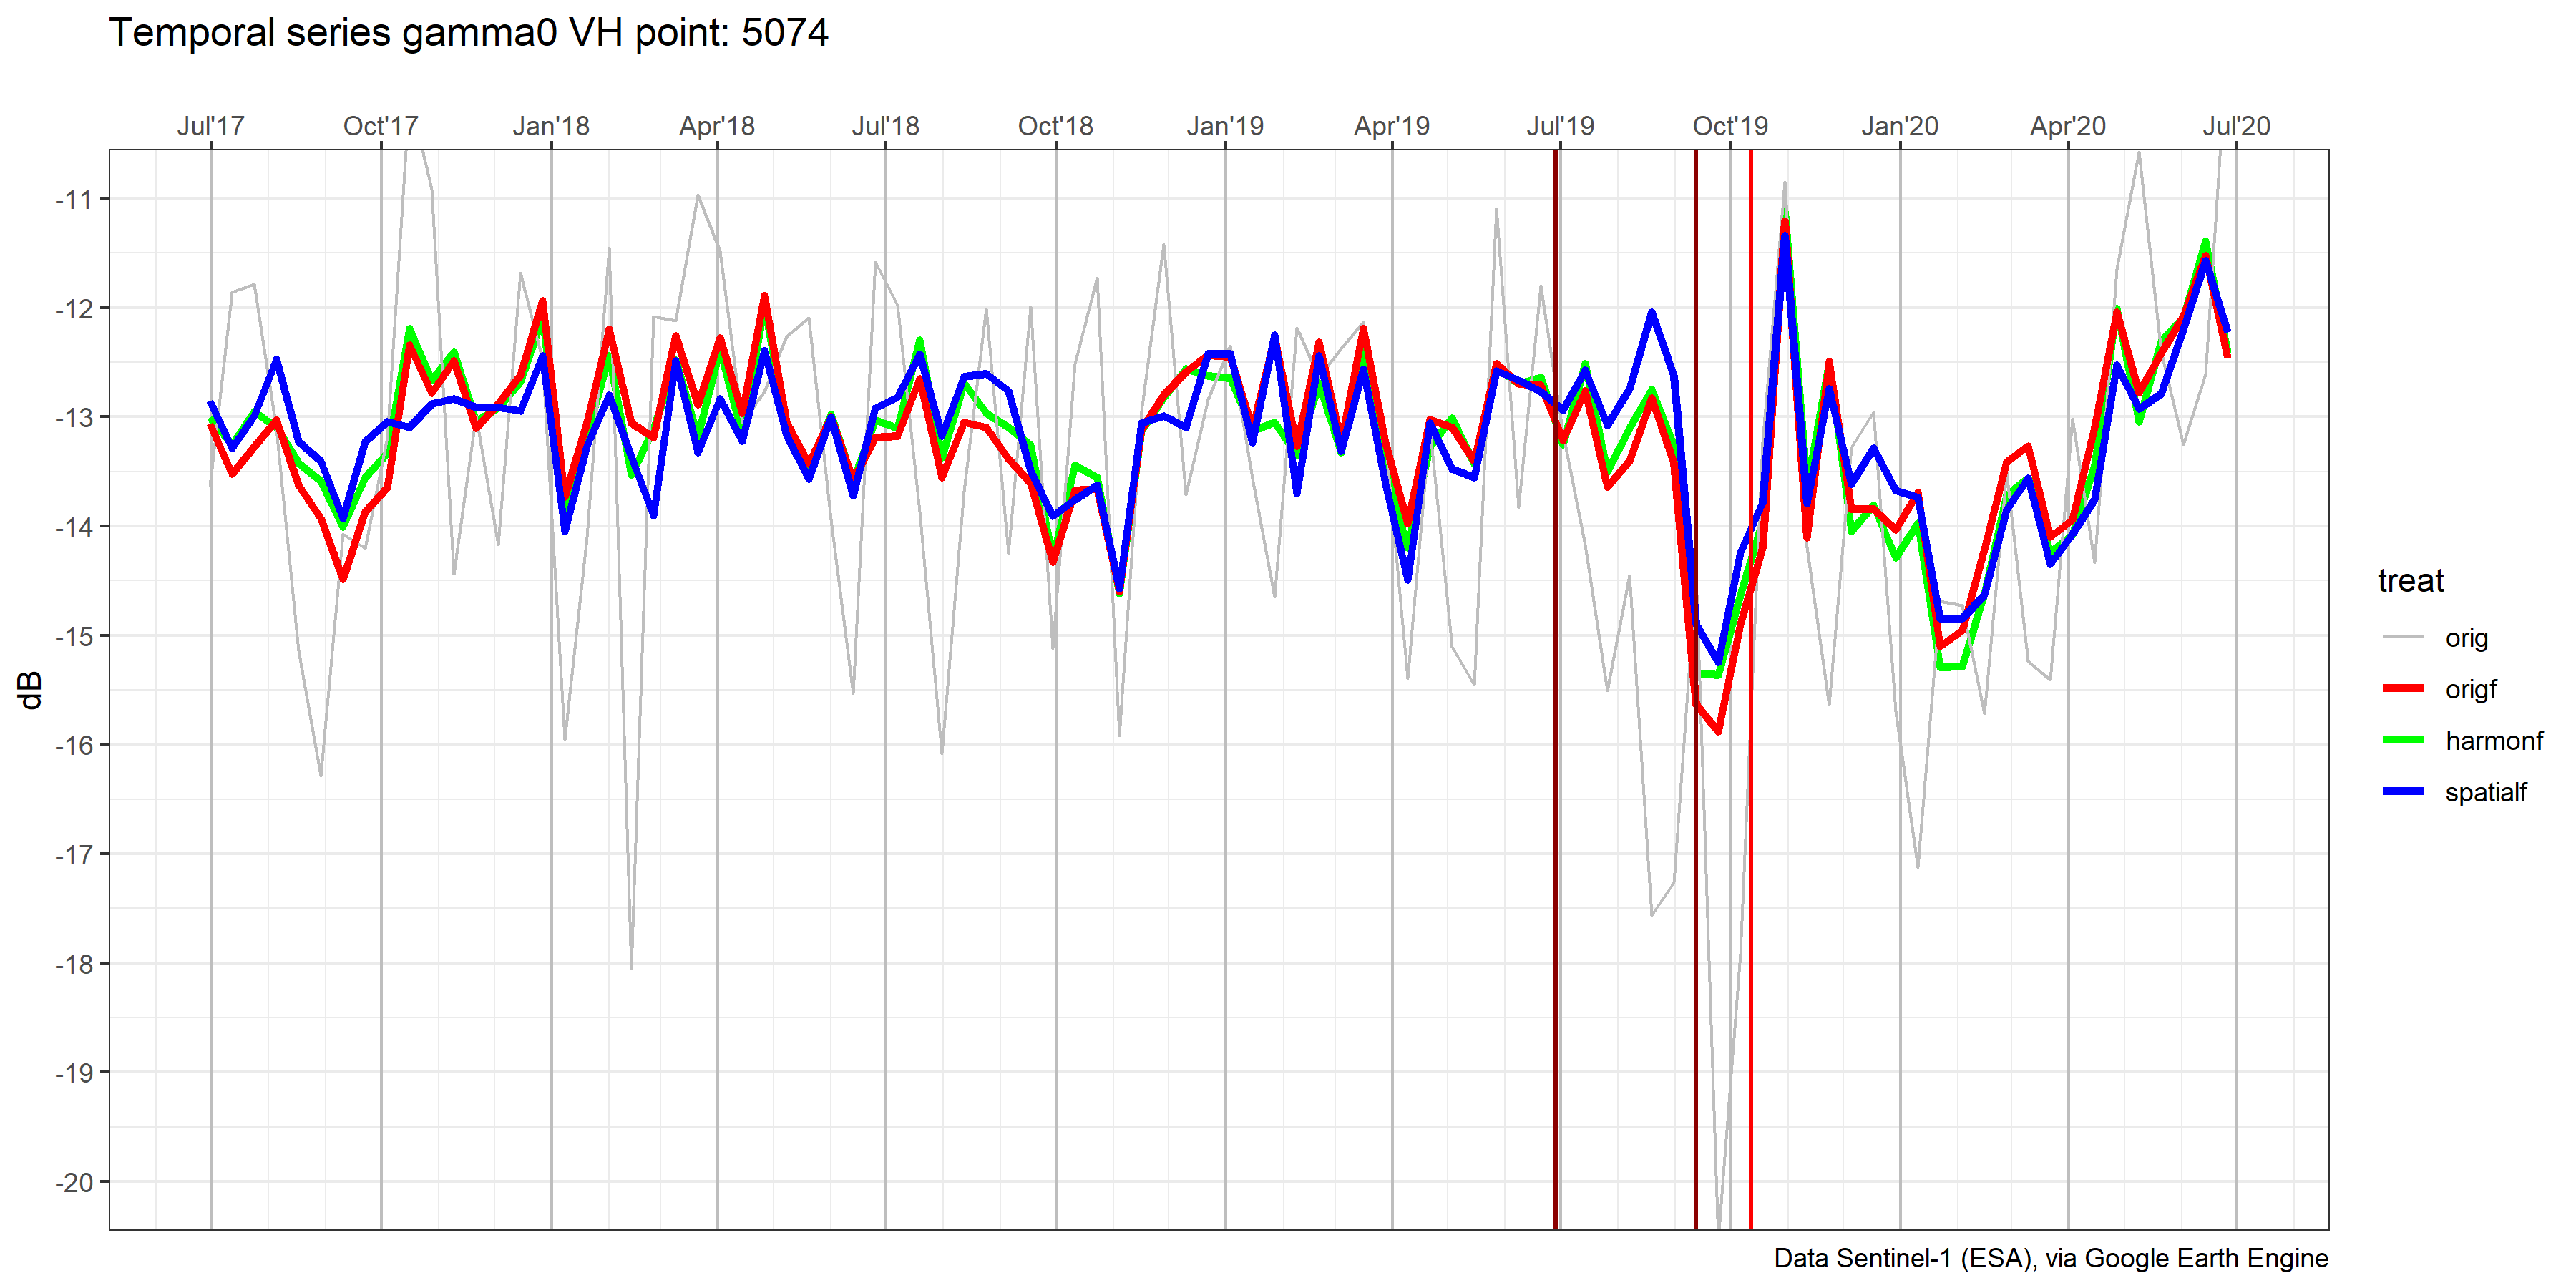 Temporal series gamma0 VH point: 5074
Jul'17 Oct'17 Jan'18 Apr'18 Jul'18 Oct'18 Jan'19 Apr'19 Jul'19 Oct'19 Jan'20 Apr'20 Jul'20
-11
-12
-13
-14
-15
-16
-17
-18
-19
-20
dB
treat
orig
origf
harmonf
spatialf
Data Sentinel-1 (ESA), via Google Earth Engine